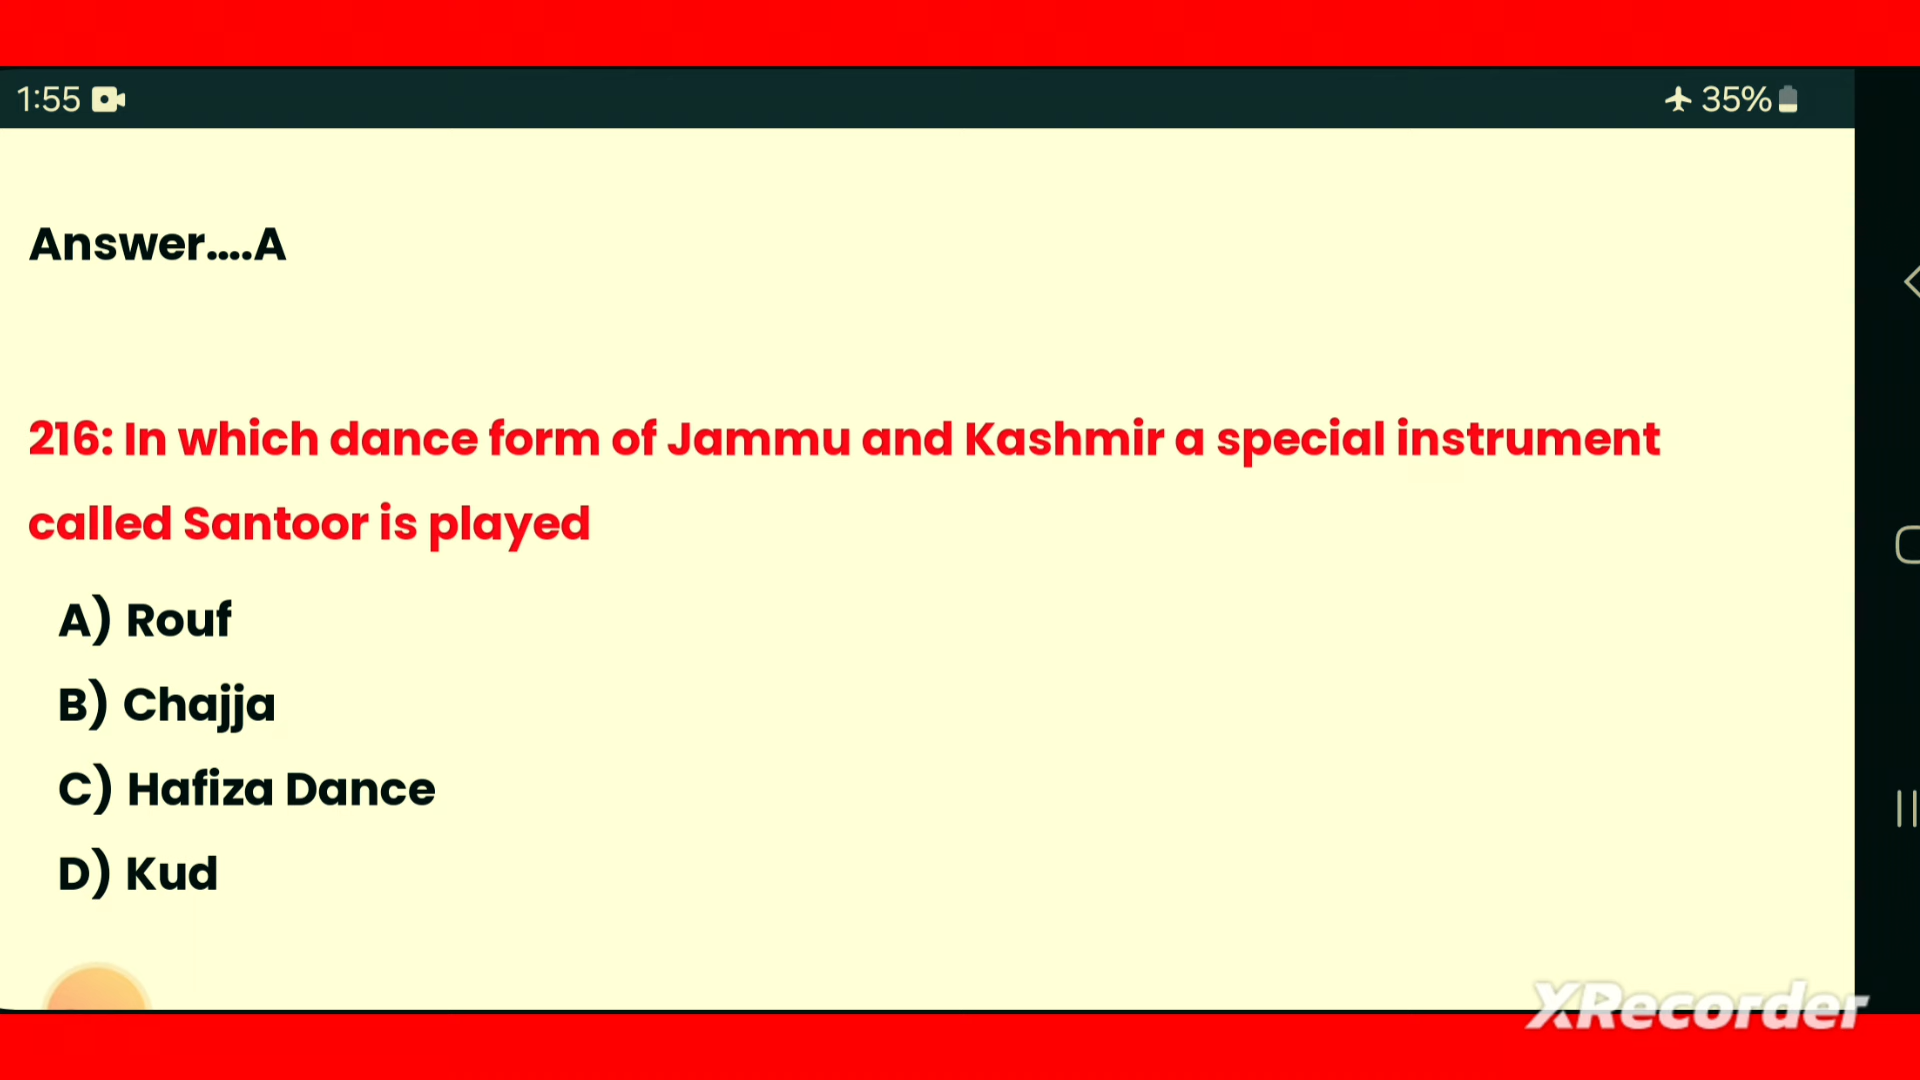 1:55
35%
Answer....A
216: In which dance form of Jammu and Kashmir a special instrument
called Santoor is played
A) Rouf
B) Chajja
C) Hafiza Dance
D) Kud
XRecorder